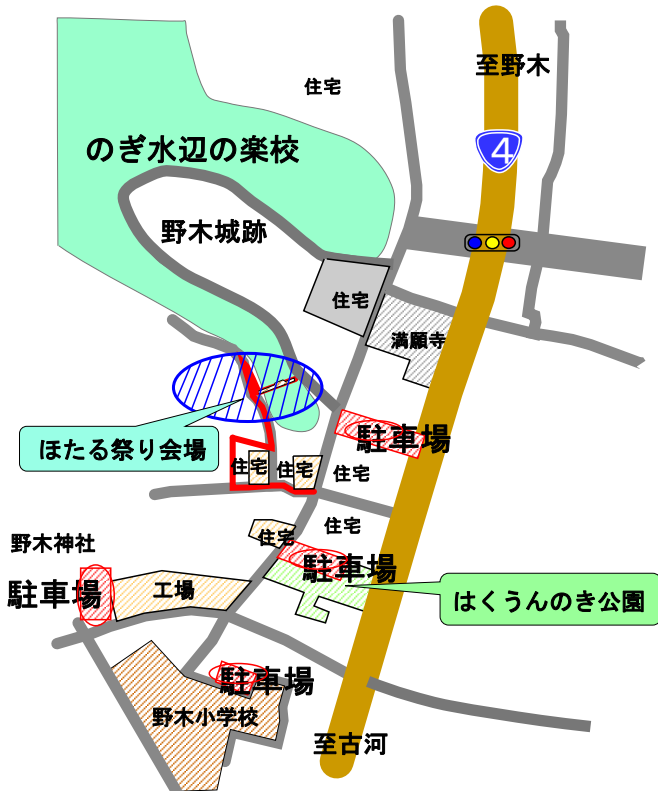 至野木
住宅
4
のぎ水辺の楽校
野木城跡
住宅
満願寺
ほたる祭り会場
駐車場
住宅
住宅
住宅
住宅
野木神社
住宅
駐車場
駐車場
工場
はくうんのき公園
駐車場
野木小学校
至古河